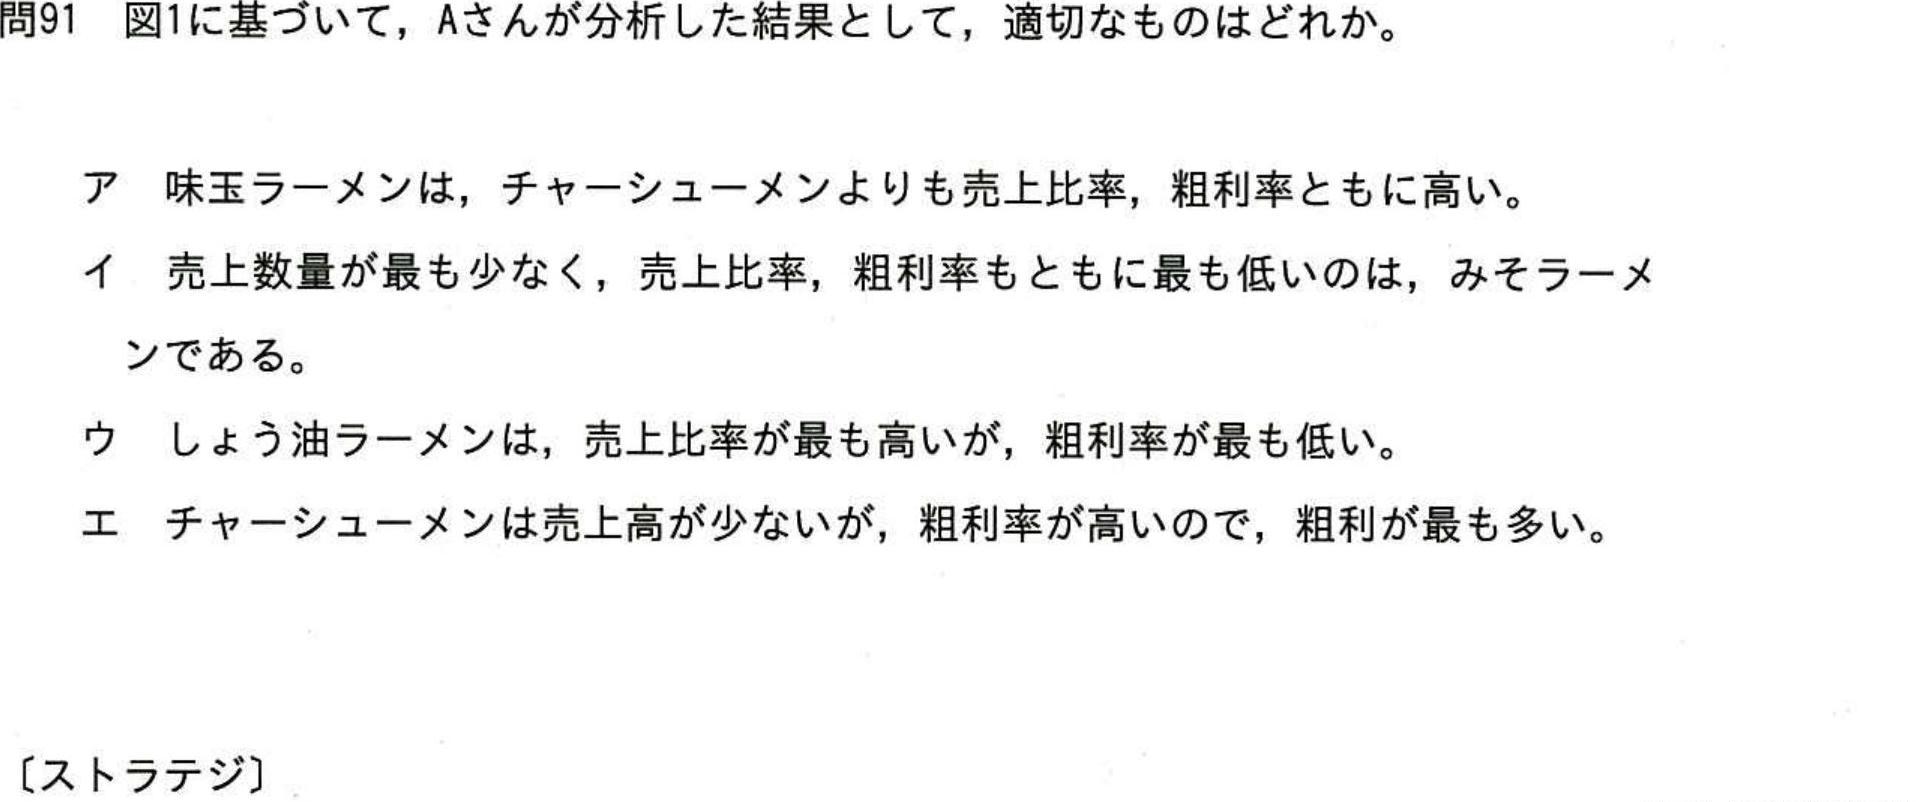 問91　図1に基づいて，Aさんが分析した結果として，適切なものはどれか。
ア　味玉ラーメンは，チャーシューメンよりも売上比率，粗利率ともに高い。
イ　売上数量が最も少なく，売上比率，粗利率もともに最も低いのは，みそラーメ
ンである。
ウ　しょう油ラーメンは，売上比率が最も高いが，粗利率が最も低い。
エ　チャーシューメンは売上高が少ないが，粗利率が高いので，粗利が最も多い。
〔ストラテジ〕